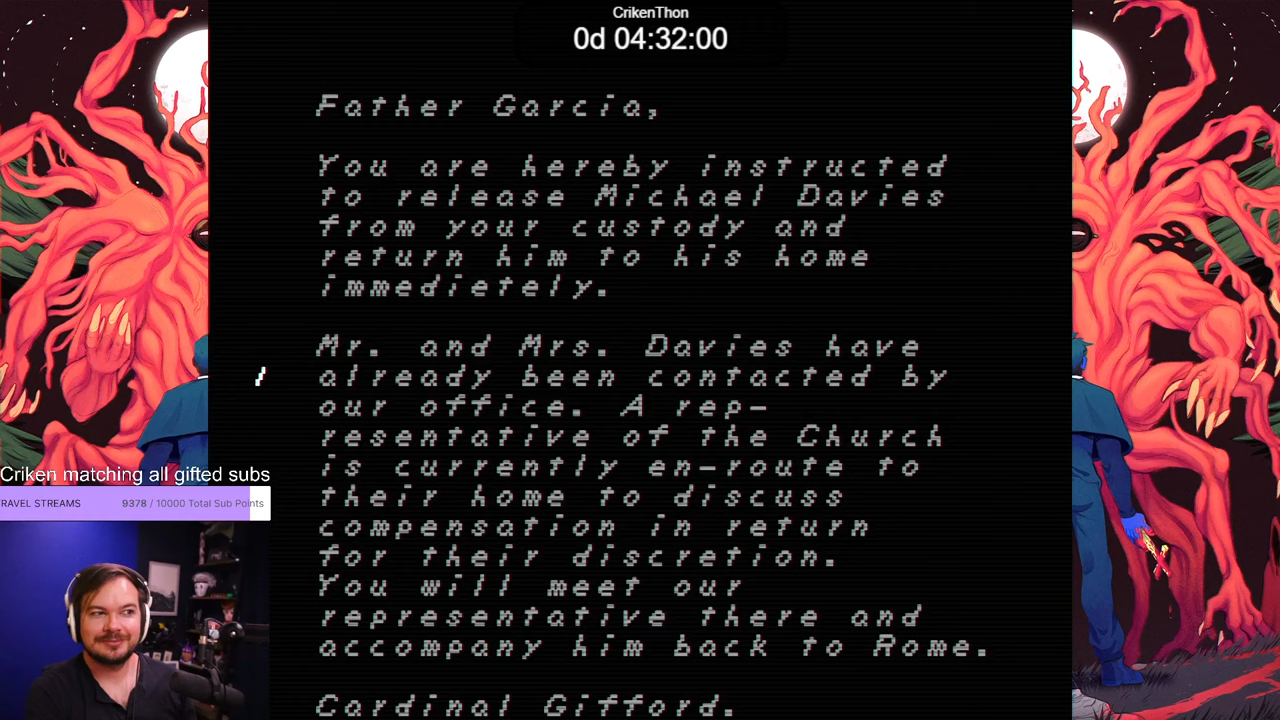 CrikenThon
0d 04:32:00
Father Garcia,
You are hereby instructed
to release Michael Davies
from your custody and
return him to his home
immedietely.
Mr. and Mrs. Davies have
already been contacted by
our office. A rep-
resentative of the Church
is currently en-route to
their home to discuss
compensation in return
for their discretion.
You will meet our
representative there and
accompany him back to Rome.
Cardinal Gifford.
Criken matching all gifted subs
RAVEL STREAMS 9378 / 10000 Total Sub Points